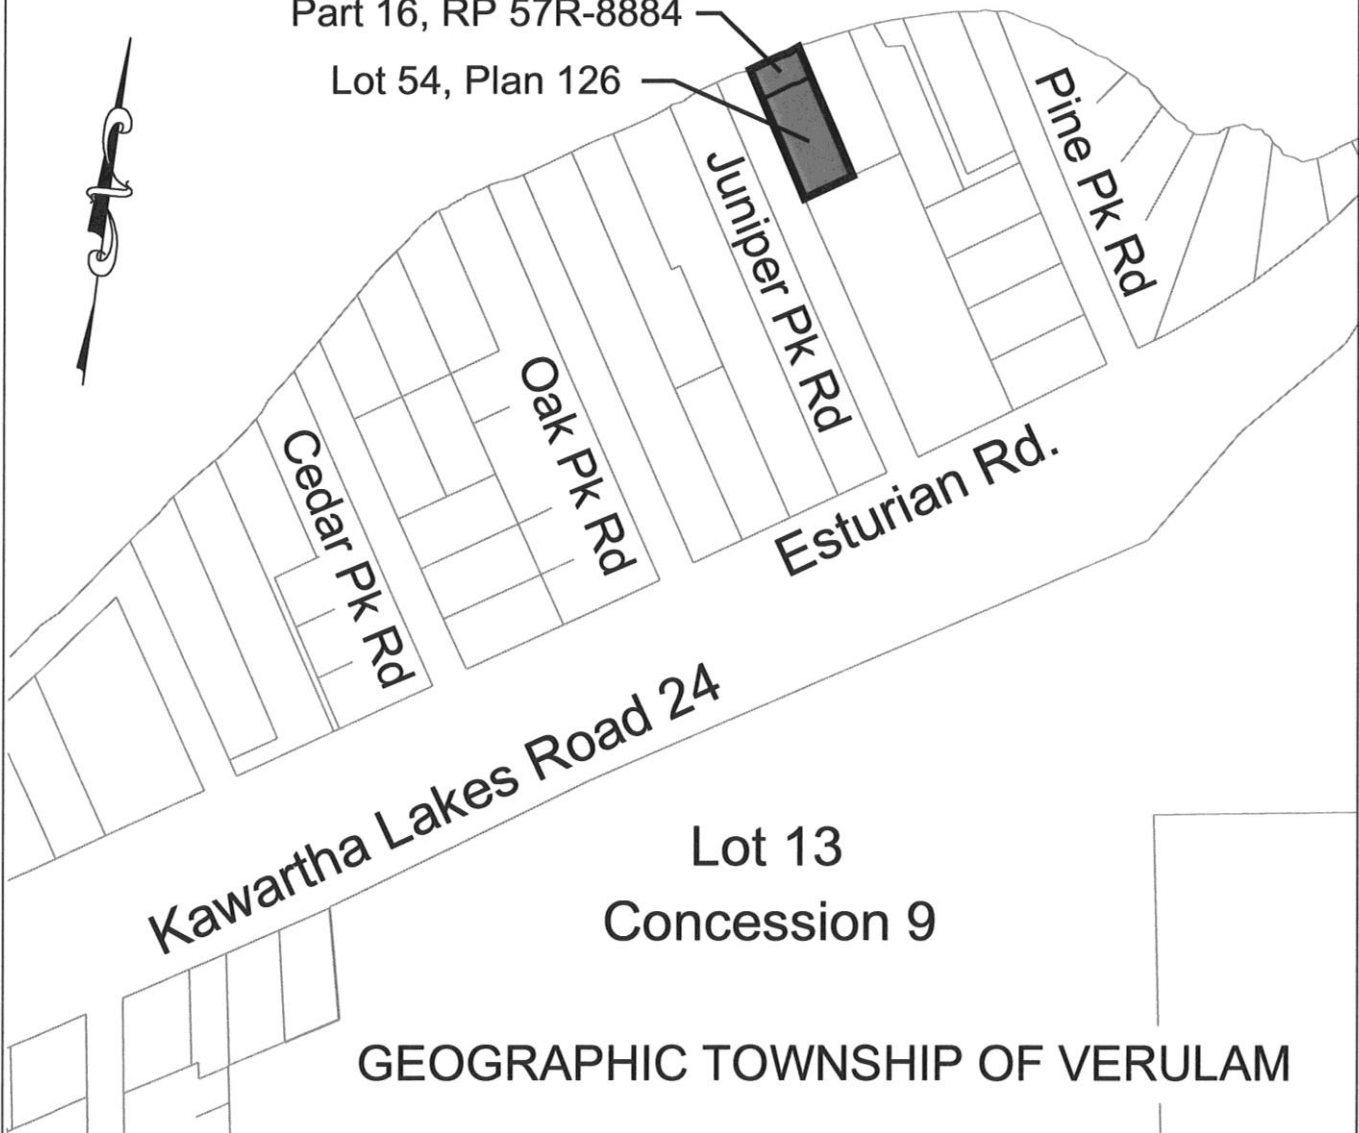 Part 16, RP 57R-8884
Lot 54, Plan 126
Pine Pk Rd
Juniper Pk Rd
Oak Pk Rd
Cedar Pk Rd
Esturian Rd.
Kawartha Lakes Road 24
Lot 13
Concession 9
GEOGRAPHIC TOWNSHIP OF VERULAM